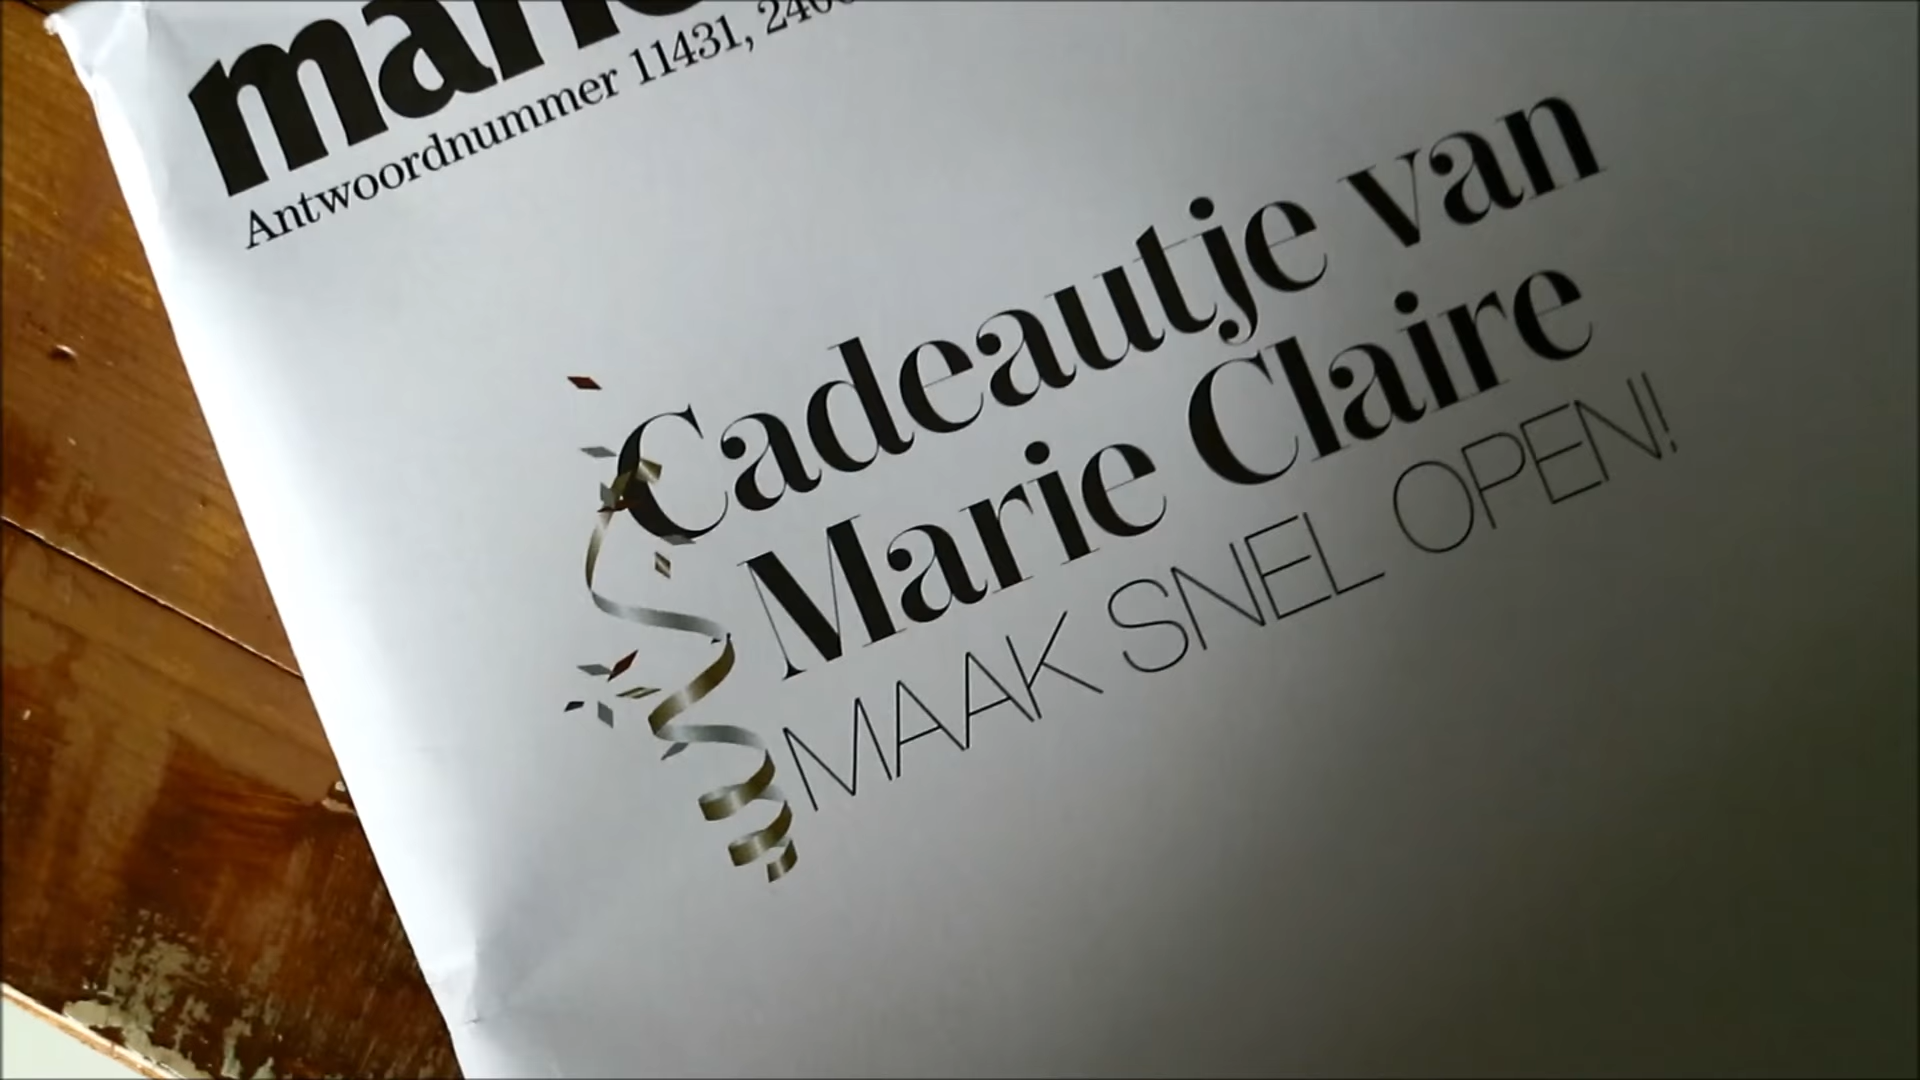 Antwoordnummer 11431,
Cadeautje van
Marie Claire
MAAK SNEL OPEN!